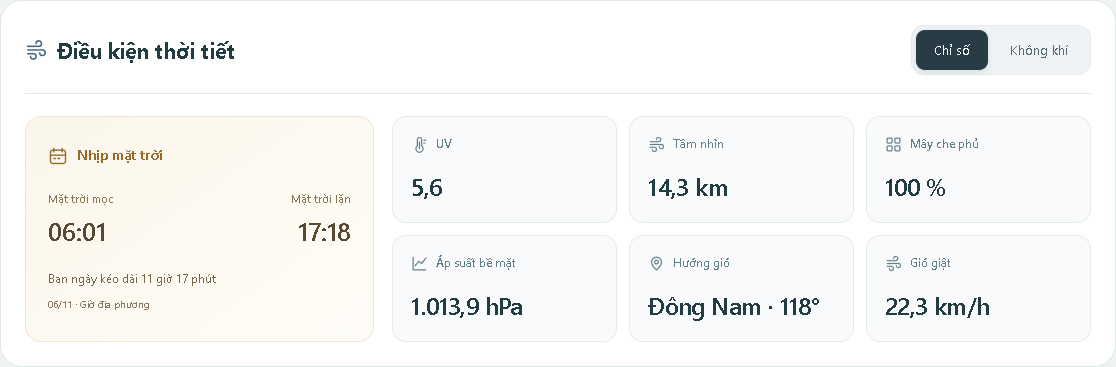 Điều kiện thời tiết
Chỉ số
Không khí
Nhịp mặt trời
Mặt trời mọc
Mặt trời lặn
06:01
17:18
Ban ngày kéo dài 11 giờ 17 phút
06/11 · Giờ địa phương
UV
5,6
Tầm nhìn
14,3 km
Mây che phủ
100 %
Áp suất bề mặt
1.013,9 hPa
Hướng gió
Đông Nam · 118°
Gió giật
22,3 km/h